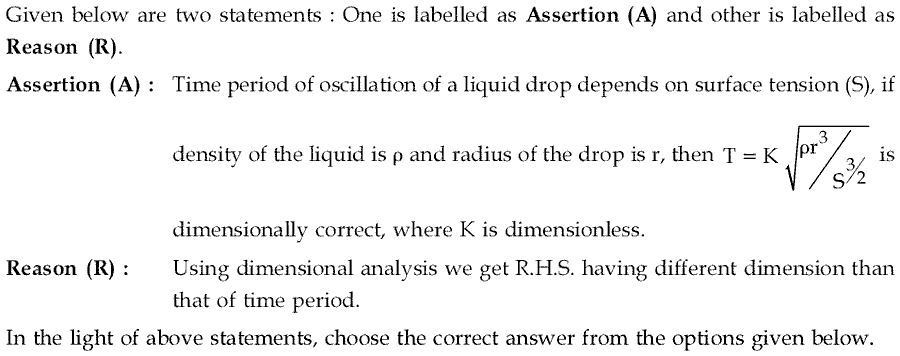 Given below are two statements : One is labelled as Assertion (A) and other is labelled as
Reason (R).
Assertion (A) : Time period of oscillation of a liquid drop depends on surface tension (S), if
density of the liquid is ρ and radius of the drop is r, then T = K √(ρr³/S^(3/2)) is
dimensionally correct, where K is dimensionless.
Reason (R) : Using dimensional analysis we get R.H.S. having different dimension than
that of time period.
In the light of above statements, choose the correct answer from the options given below.